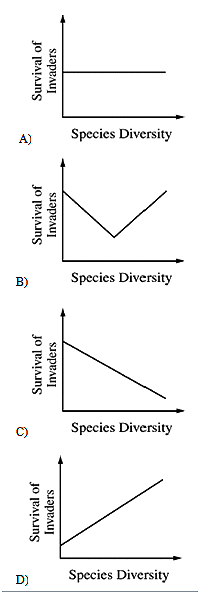 Survival of
Invaders
Species Diversity
A)
Survival of
Invaders
Species Diversity
B)
Survival of
Invaders
Species Diversity
C)
Survival of
Invaders
Species Diversity
D)